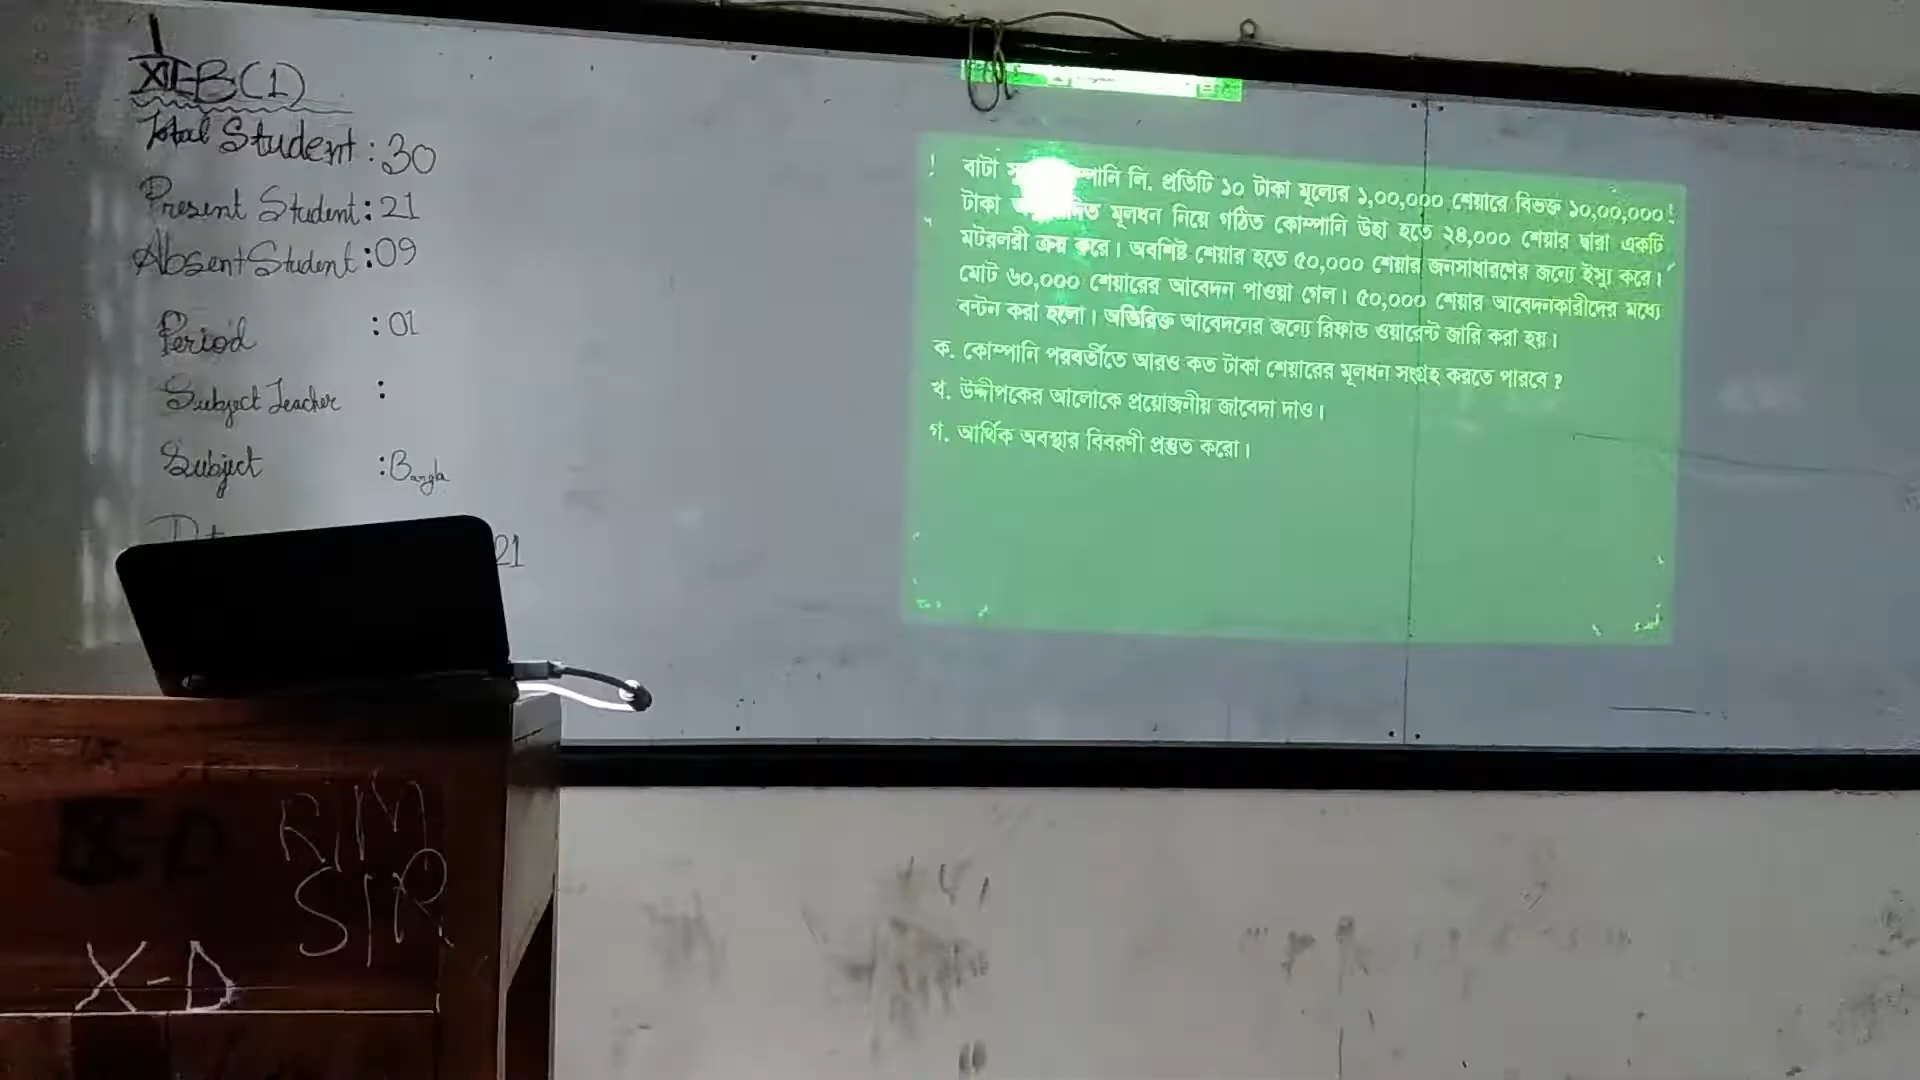 XII-B(1)
Total Student : 30
Present Student : 21
Absent Student : 09
Period : 01
Subject Teacher :
Subject : Bangla
21
বাটা ম্পানি লি. প্রতিটি ১০ টাকা মূল্যের ১,০০,০০০ শেয়ারে বিভক্ত ১০,০০,০০০
টাকা মূলধন নিয়ে গঠিত কোম্পানি উহা হতে ২৪,০০০ শেয়ার দ্বারা একটি
মটরলরী ক্রয় করে। অবশিষ্ট শেয়ার হতে ৫০,০০০ শেয়ার জনসাধারণের জন্যে ইস্যু করে।
মোট ৬০,০০০ শেয়ারের আবেদন পাওয়া গেল। ৫০,০০০ শেয়ার আবেদনকারীদের মধ্যে
বন্টন করা হলো। অতিরিক্ত আবেদনের জন্যে রিফান্ড ওয়ারেন্ট জারি করা হয়।
ক. কোম্পানি পরবর্তীতে আরও কত টাকা শেয়ারের মূলধন সংগ্রহ করতে পারবে ?
খ. উদ্দীপকের আলোকে প্রয়োজনীয় জাবেদা দাও।
গ. আর্থিক অবস্থার বিবরণী প্রস্তুত করো।
RIM
SIR
X-D